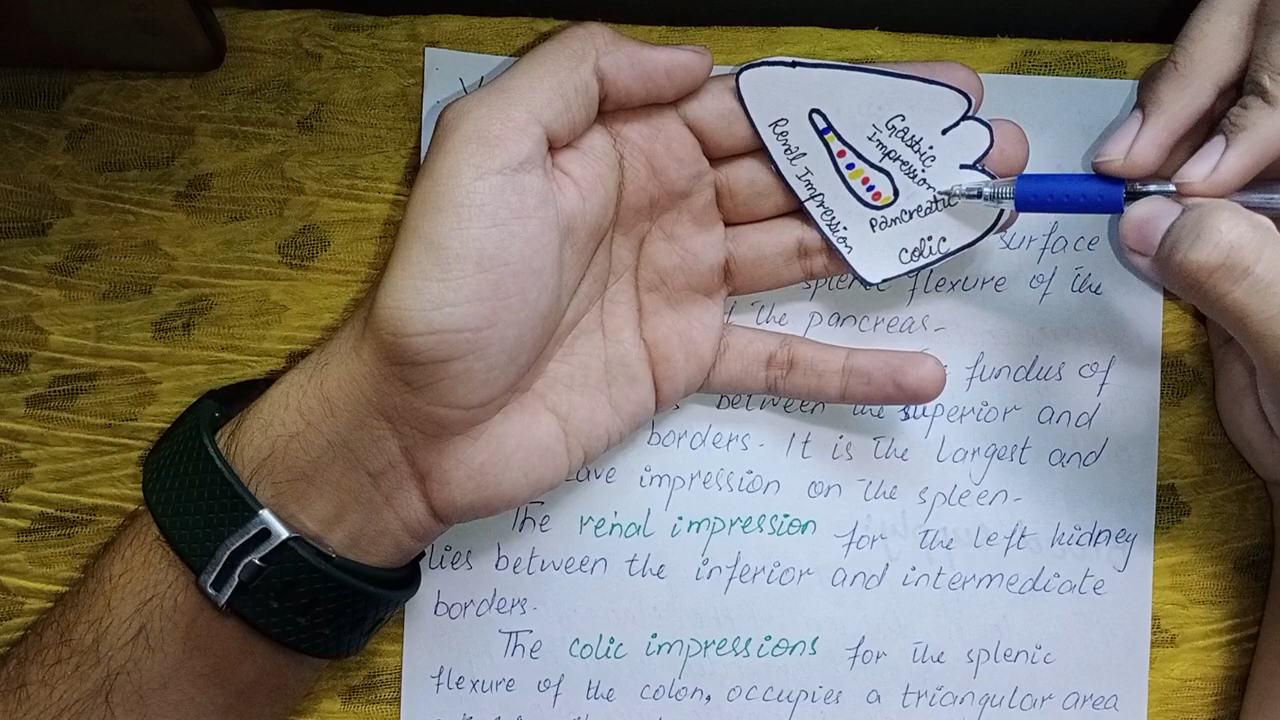 Gastric
Impression
Renal Impression
Pancreatic
colic
surface
splenic flexure of the
the pancreas-
fundus of
between the superior and
borders. It is the largest and
impression on the spleen-
The renal impression for the left kidney
lies between the inferior and intermediate
borders.
The colic impressions for the splenic
flexure of the colon, occupies a triangular area